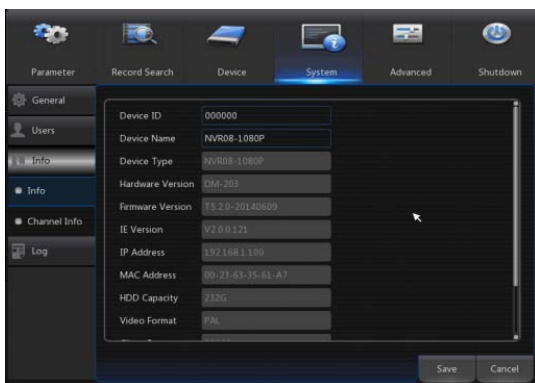 Parameter Record Search Device System Advanced Shutdown
General
Users
Info
Info
Channel Info
Log
Device ID 000000
Device Name NVR08-1080P
Device Type NVR08-1080P
Hardware Version DM-203
Firmware Version T5.2.0-20140609
IE Version V2.0.0.121
IP Address 192.168.1.100
MAC Address 00-23-63-35-61-A7
HDD Capacity 232G
Video Format PAL
Save Cancel